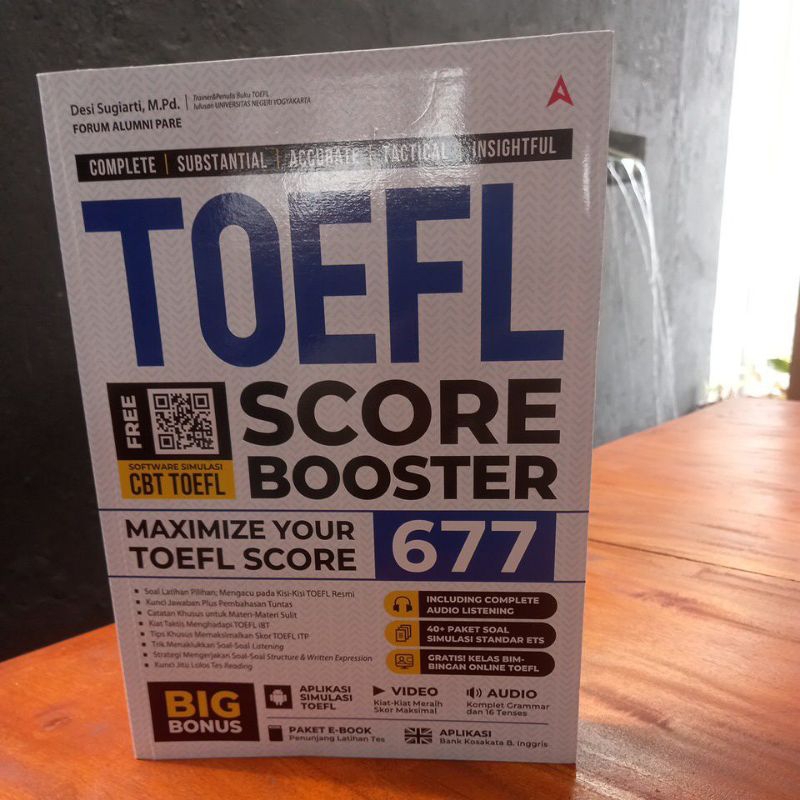 Desi Sugiarti, M.Pd.
Trainer&Penulis Buku TOEFL
lulusan UNIVERSITAS NEGERI YOGYAKARTA
FORUM ALUMNI PARE
COMPLETE | SUBSTANTIAL | ACCURATE | TACTICAL | INSIGHTFUL
TOEFL
FREE
SOFTWARE SIMULASI
CBT TOEFL
SCORE
BOOSTER
MAXIMIZE YOUR
TOEFL SCORE
677
Soal Latihan Pilihan; Mengacu pada Kisi-Kisi TOEFL Resmi
Kunci Jawaban Plus Pembahasan Tuntas
Catatan Khusus untuk Materi-Materi Sulit
Kiat Taktis Menghadapi TOEFL iBT
Tips Khusus Memaksimalkan Skor TOEFL ITP
Trik Menaklukkan Soal-Soal Listening
Strategi Mengerjakan Soal-Soal Structure & Written Expression
Kunci Jitu Lolos Tes Reading
INCLUDING COMPLETE
AUDIO LISTENING
40+ PAKET SOAL
SIMULASI STANDAR ETS
GRATIS! KELAS BIM-
BINGAN ONLINE TOEFL
BIG
BONUS
APLIKASI
SIMULASI
TOEFL
VIDEO
Kiat-Kiat Meraih
Skor Maksimal
AUDIO
Komplet Grammar
dan 16 Tenses
PAKET E-BOOK
Penunjang Latihan Tes
APLIKASI
Bank Kosakata B. Inggris